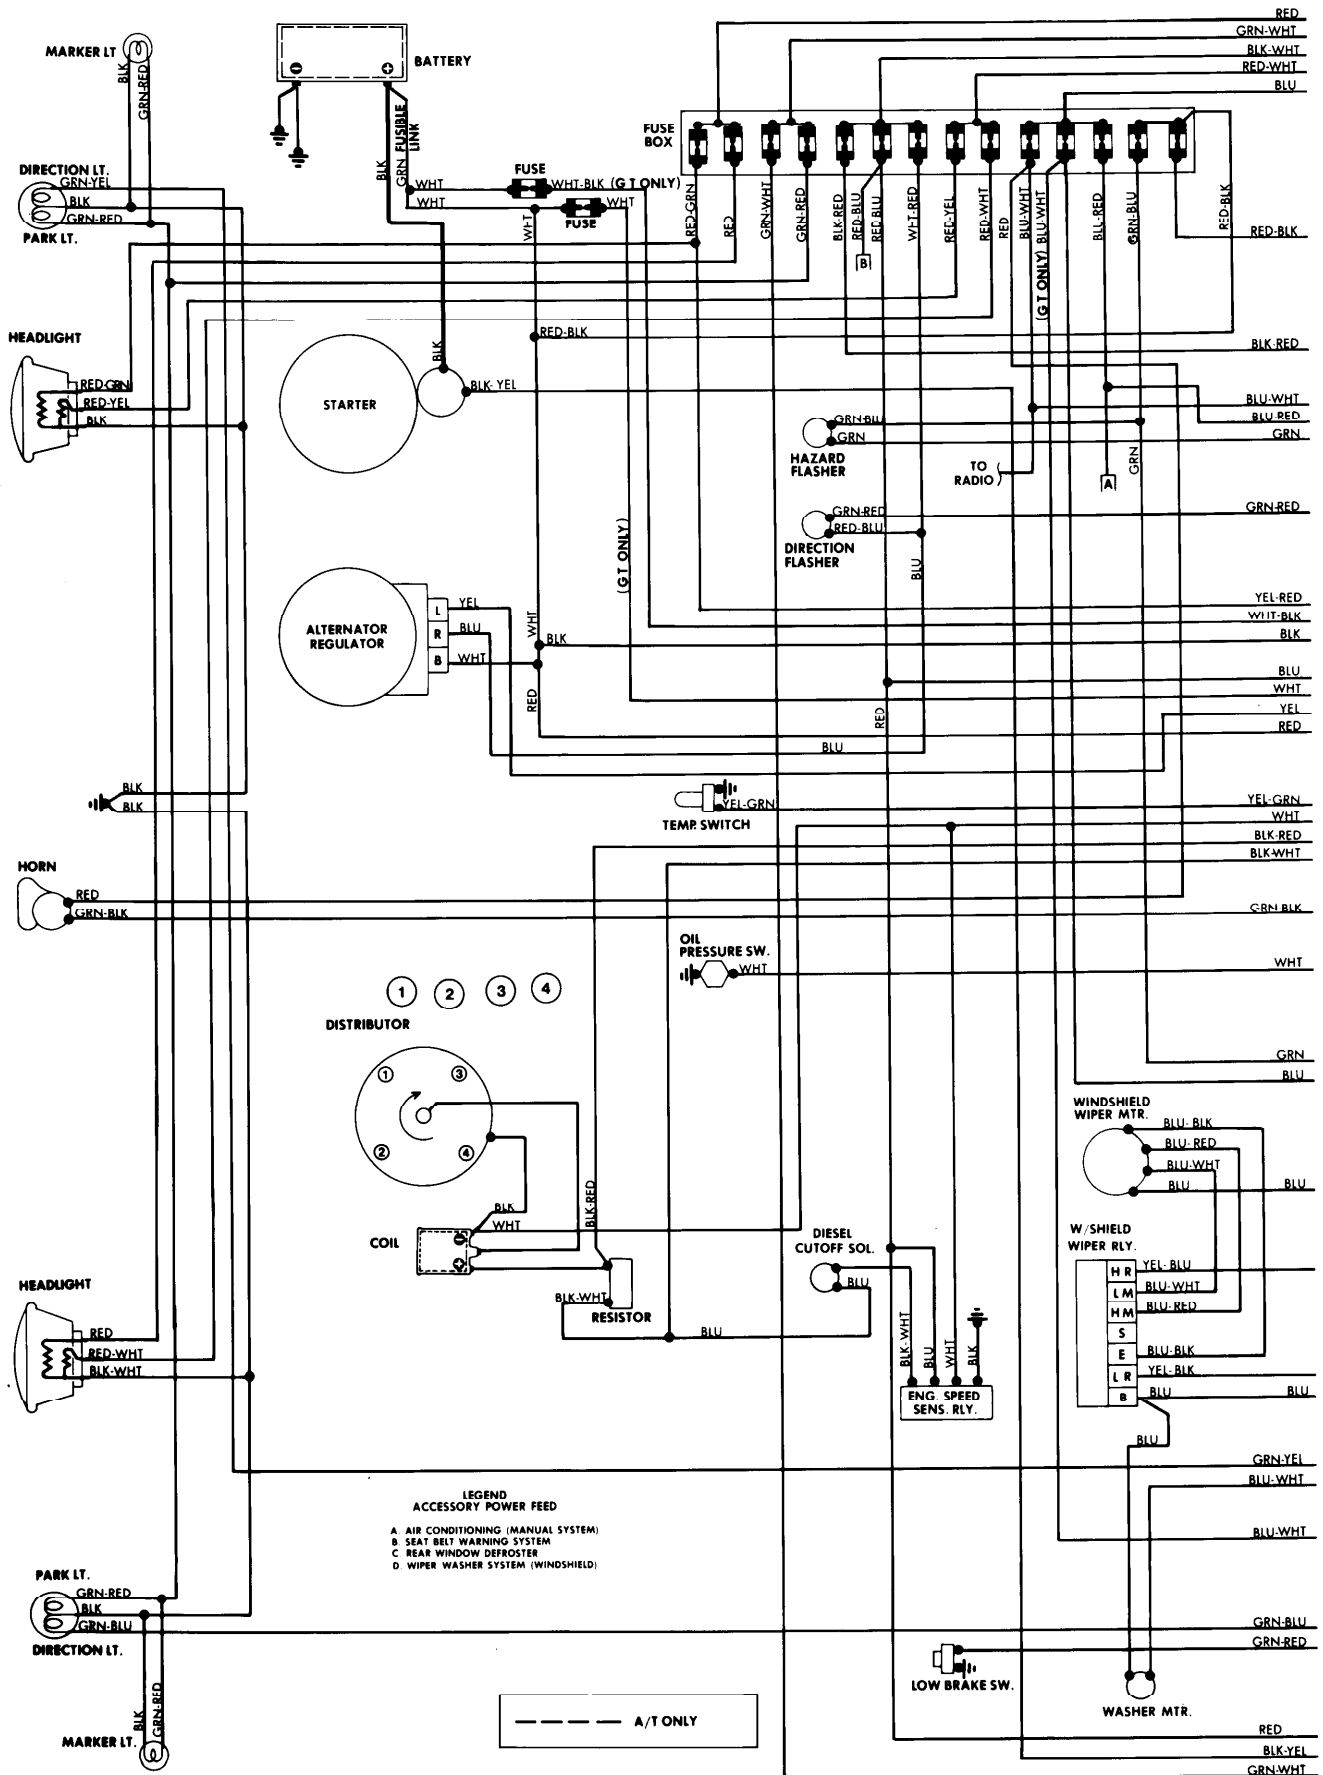 RED
GRN-WHT
BLK-WHT
RED-WHT
BLU
MARKER LT
BLK
GRN-RED
BATTERY
FUSIBLE LINK
BLK
GRN
FUSE BOX
DIRECTION LT.
GRN-YEL
BLK
GRN-RED
PARK LT.
WHT
FUSE
WHT-BLK (GT ONLY)
WHT
FUSE
WHT
WHT
RED-GRN
RED
GRN-WHT
GRN-RED
BLK-RED
RED-BLU
RED-BLU
WHT-RED
RED-YEL
RED-WHT
RED
BLU-WHT
BLU-WHT
(GT ONLY)
BLU-RED
GRN-BLU
RED-BLK
RED-BLK
B
RED-BLK
HEADLIGHT
RED-GRN
RED-YEL
BLK
STARTER
BLK
BLK-YEL
BLK-RED
BLU-WHT
BLU-RED
GRN
GRN-BLU
GRN
HAZARD FLASHER
TO RADIO
A
GRN
GRN-RED
RED-BLU
DIRECTION FLASHER
GRN-RED
BLU
(GT ONLY)
ALTERNATOR REGULATOR
L
R
B
YEL
BLU
WHT
WHT
BLK
RED
RED
BLU
YEL-RED
WHT-BLK
BLK
BLU
WHT
YEL
RED
BLK
BLK
TEMP. SWITCH
YEL-GRN
YEL-GRN
WHT
BLK-RED
BLK-WHT
HORN
RED
GRN-BLK
GRN-BLK
OIL PRESSURE SW.
WHT
WHT
1
2
3
4
DISTRIBUTOR
1
3
2
4
GRN
BLU
WINDSHIELD WIPER MTR.
BLU-BLK
BLU-RED
BLU-WHT
BLU
BLU
BLK
WHT
BLK-RED
COIL
BLK-WHT
RESISTOR
BLU
DIESEL CUTOFF SOL.
BLU
BLK-WHT
BLU
WHT
BLK
ENG. SPEED SENS. RLY.
W/SHIELD WIPER RLY.
HR
LM
HM
S
E
LR
B
YEL-BLU
BLU-WHT
BLU-RED
BLU-BLK
YEL-BLK
BLU
BLU
BLU
HEADLIGHT
RED
RED-WHT
BLK-WHT
GRN-YEL
BLU-WHT
BLU-WHT
LEGEND
ACCESSORY POWER FEED
A. AIR CONDITIONING (MANUAL SYSTEM)
B. SEAT BELT WARNING SYSTEM
C. REAR WINDOW DEFROSTER
D. WIPER WASHER SYSTEM (WINDSHIELD)
PARK LT.
GRN-RED
BLK
GRN-BLU
DIRECTION LT.
GRN-BLU
GRN-RED
LOW BRAKE SW.
WASHER MTR.
BLK
GRN-RED
MARKER LT.
A/T ONLY
RED
BLK-YEL
GRN-WHT